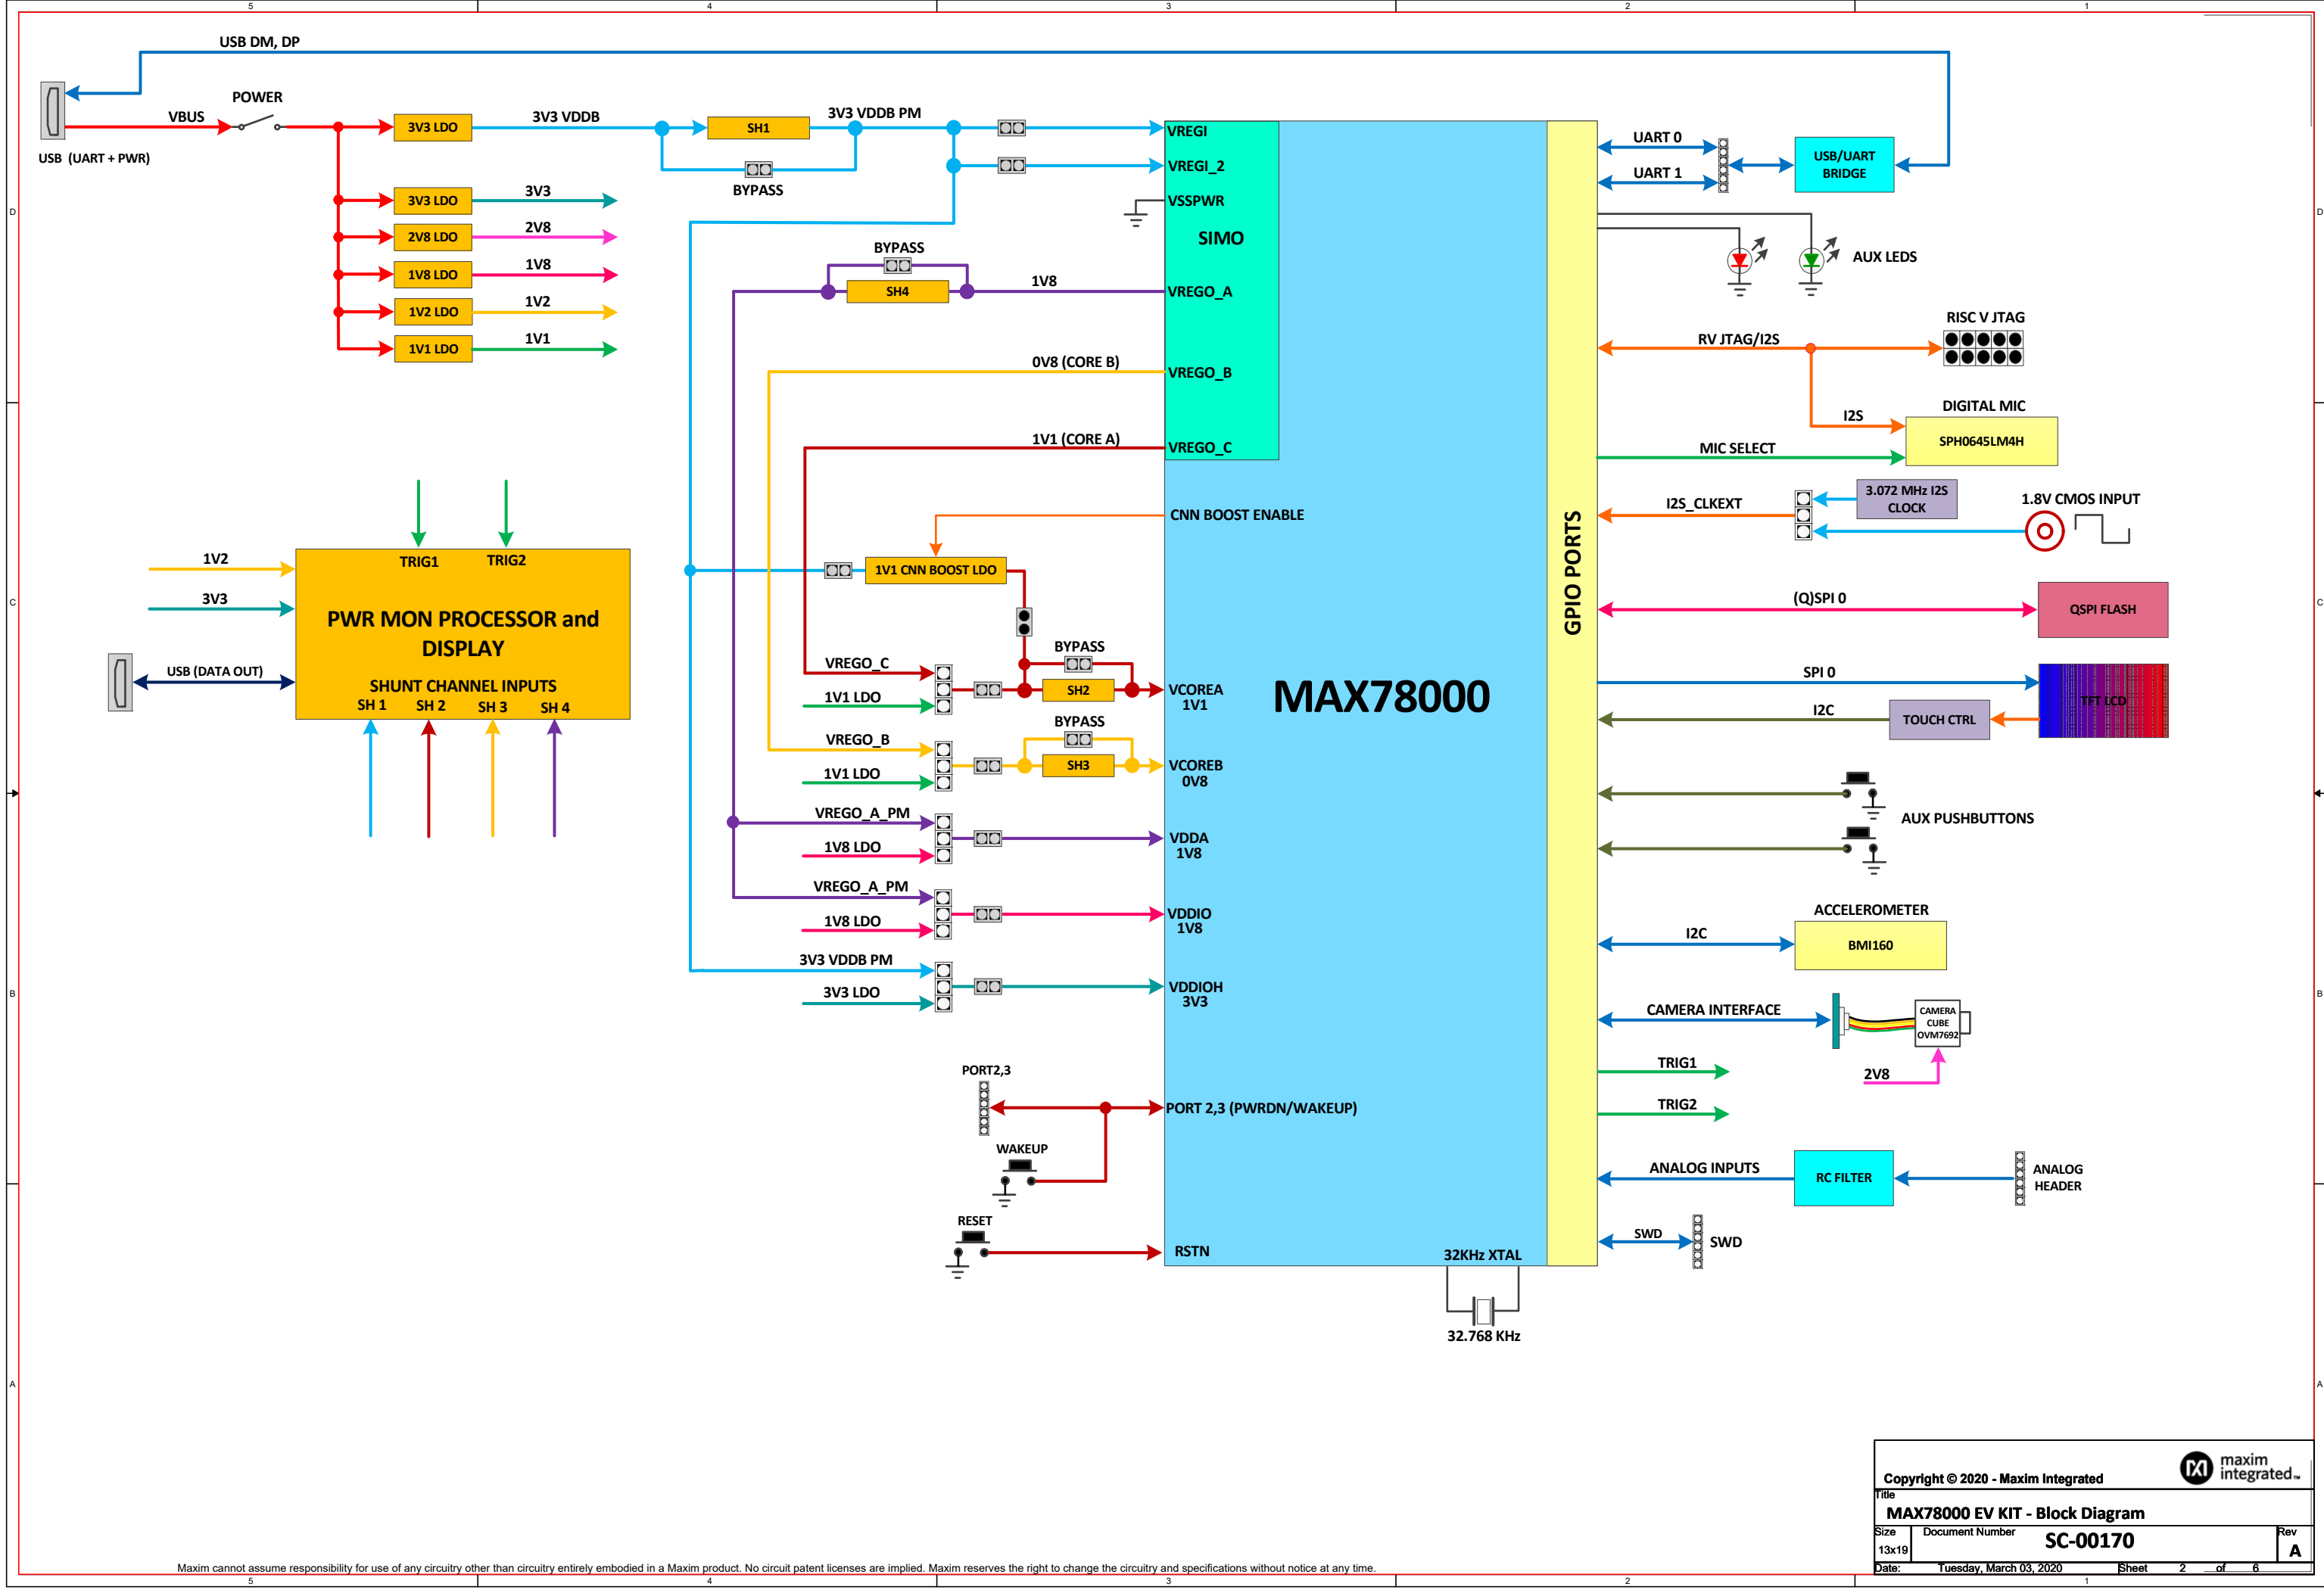 5 4 3 2 1
USB DM, DP
VBUS
POWER
USB (UART + PWR)
3V3 LDO
3V3 VDDB
SH1
3V3 VDDB PM
BYPASS
3V3 LDO
3V3
2V8 LDO
2V8
1V8 LDO
1V8
1V2 LDO
1V2
1V1 LDO
1V1
VREGI
VREGI_2
VSSPWR
SIMO
BYPASS
SH4
1V8
VREGO_A
0V8 (CORE B)
VREGO_B
1V1 (CORE A)
VREGO_C
CNN BOOST ENABLE
1V1 CNN BOOST LDO
1V2
3V3
USB (DATA OUT)
TRIG1
TRIG2
PWR MON PROCESSOR and
DISPLAY
SHUNT CHANNEL INPUTS
SH 1
SH 2
SH 3
SH 4
VREGO_C
1V1 LDO
BYPASS
SH2
VCOREA
1V1
VREGO_B
1V1 LDO
BYPASS
SH3
VCOREB
0V8
VREGO_A_PM
1V8 LDO
VDDA
1V8
VREGO_A_PM
1V8 LDO
VDDIO
1V8
3V3 VDDB PM
3V3 LDO
VDDIOH
3V3
PORT2,3
PORT 2,3 (PWRDN/WAKEUP)
WAKEUP
RESET
RSTN
MAX78000
32KHz XTAL
32.768 KHz
GPIO PORTS
UART 0
UART 1
USB/UART
BRIDGE
AUX LEDS
RV JTAG/I2S
RISC V JTAG
I2S
DIGITAL MIC
SPH0645LM4H
MIC SELECT
I2S_CLKEXT
3.072 MHz I2S
CLOCK
1.8V CMOS INPUT
(Q)SPI 0
QSPI FLASH
SPI 0
TFT LCD
I2C
TOUCH CTRL
AUX PUSHBUTTONS
ACCELEROMETER
I2C
BMI160
CAMERA INTERFACE
CAMERA
CUBE
OVM7692
2V8
TRIG1
TRIG2
ANALOG INPUTS
RC FILTER
ANALOG
HEADER
SWD
SWD
D
D
C
C
B
B
A
A
maxim
integrated™
Copyright © 2020 - Maxim Integrated
Title
MAX78000 EV KIT - Block Diagram
Size
13x19
Document Number
SC-00170
Rev
A
Date: Tuesday, March 03, 2020 Sheet 2 of 6
Maxim cannot assume responsibility for use of any circuitry other than circuitry entirely embodied in a Maxim product. No circuit patent licenses are implied. Maxim reserves the right to change the circuitry and specifications without notice at any time.
5 4 3 2 1